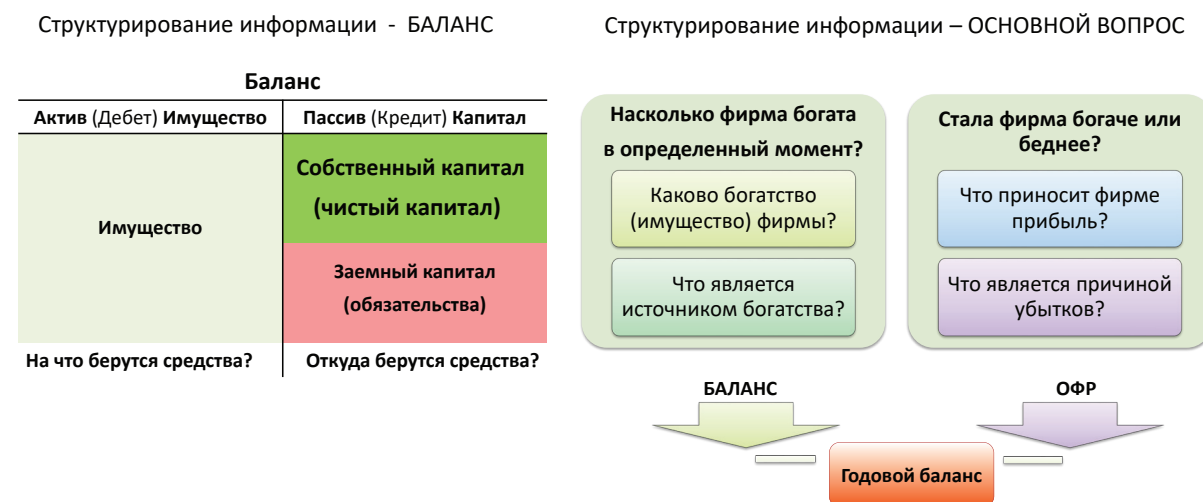 Структурирование информации - БАЛАНС
Баланс
Актив (Дебет) Имущество
Пассив (Кредит) Капитал
Имущество
Собственный капитал
(чистый капитал)
Заемный капитал
(обязательства)
На что берутся средства?
Откуда берутся средства?
Структурирование информации – ОСНОВНОЙ ВОПРОС
Насколько фирма богата
в определенный момент?
Каково богатство
(имущество) фирмы?
Что является
источником богатства?
Стала фирма богаче или
беднее?
Что приносит фирме
прибыль?
Что является причиной
убытков?
БАЛАНС
ОФР
Годовой баланс